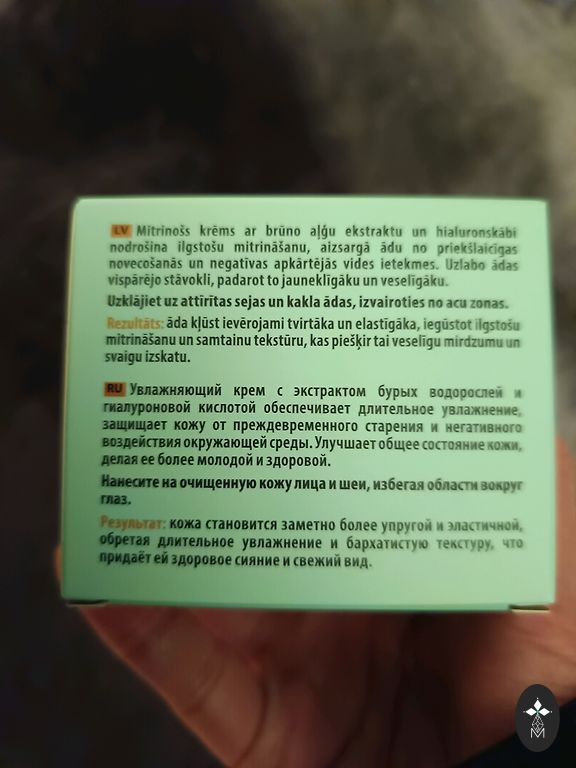 LV Mitrinošs krēms ar brūno aļģu ekstraktu un hialuronskābi
nodrošina ilgstošu mitrināšanu, aizsargā ādu no priekšlaicīgas
novecošanās un negatīvas apkārtējās vides ietekmes. Uzlabo ādas
vispārējo stāvokli, padarot to jauneklīgāku un veselīgāku.
Uzklājiet uz attīrītas sejas un kakla ādas, izvairoties no acu zonas.
Rezultāts: āda kļūst ievērojami tvirtāka un elastīgāka, iegūstot ilgstošu
mitrināšanu un samtainu tekstūru, kas piešķir tai veselīgu mirdzumu un
svaigu izskatu.
RU Увлажняющий крем с экстрактом бурых водорослей и
гиалуроновой кислотой обеспечивает длительное увлажнение,
защищает кожу от преждевременного старения и негативного
воздействия окружающей среды. Улучшает общее состояние кожи,
делая ее более молодой и здоровой.
Нанесите на очищенную кожу лица и шеи, избегая области вокруг
глаз.
Результат: кожа становится заметно более упругой и эластичной,
обретая длительное увлажнение и бархатистую текстуру, что
придаёт ей здоровое сияние и свежий вид.
M